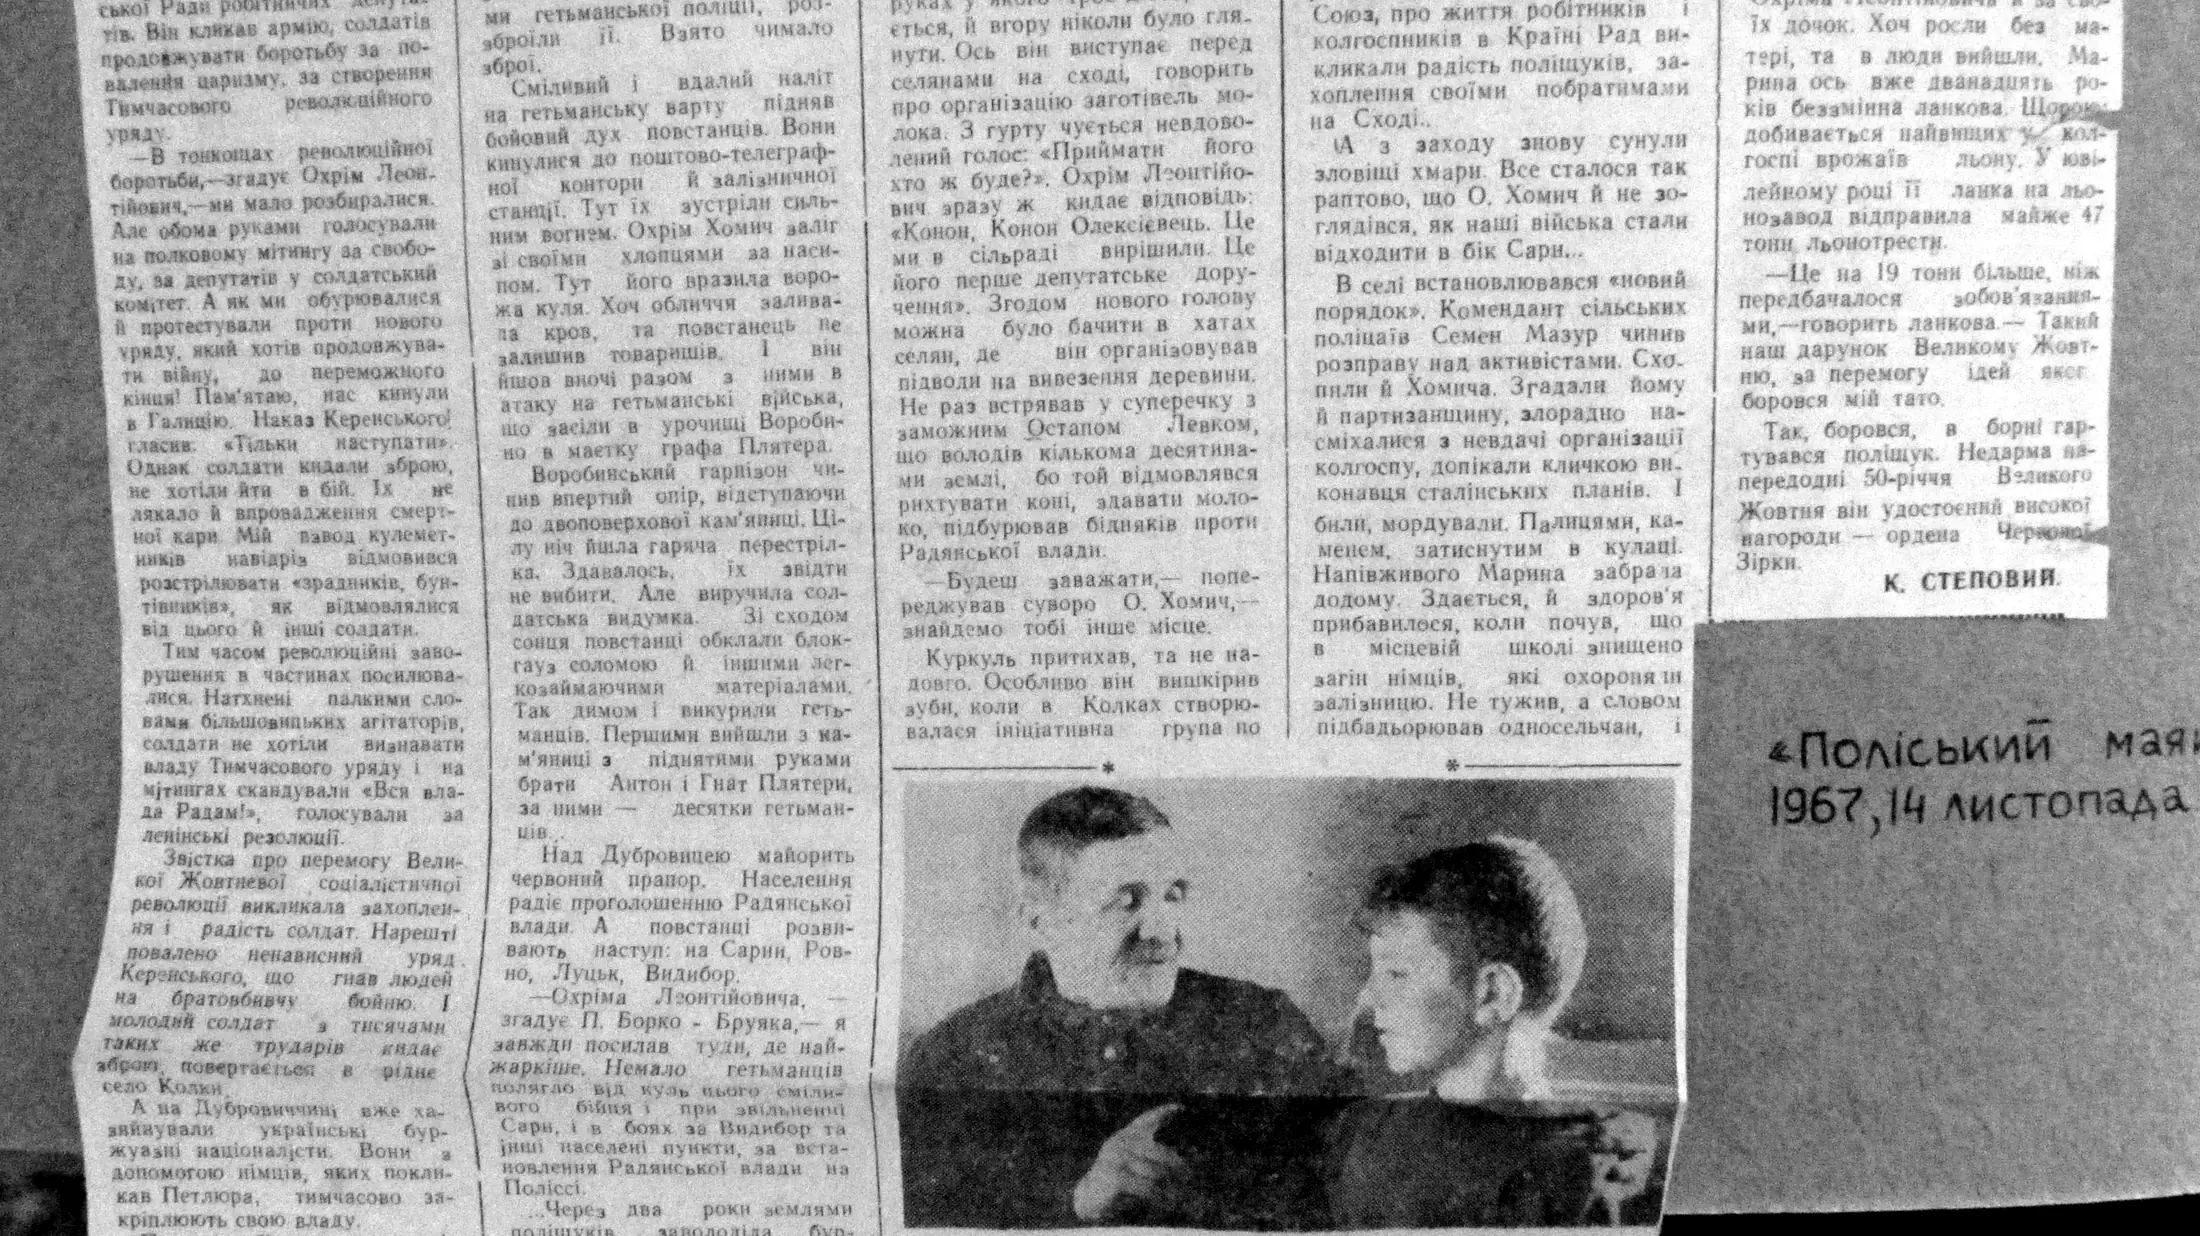 ської Ради робітничих депута-
тів. Він кликав армію, солдатів
продовжувати боротьбу за по-
валення царизму, за створення
Тимчасового революційного
уряду.
—В тонкощах революційної
боротьби,—згадує Охрім Леон-
тійович,—ми мало розбиралися.
Але обома руками голосували
на полковому мітингу за свобо-
ду, за депутатів у солдатський
комітет. А як ми обурювалися
й протестували проти нового
уряду, який хотів продовжува-
ти війну, до переможного
кінця! Пам'ятаю, нас кинули
в Галицію. Наказ Керенського
гласив: «Тільки наступати».
Однак солдати кидали зброю,
не хотіли йти в бій. Їх не
лякало й впровадження смерт-
ної кари. Мій взвод кулемет-
ників навідріз відмовився
розстрілювати «зрадників, бун-
тівників», як відмовлялися
від цього й інші солдати.
Тим часом революційні заво-
рушення в частинах посилюва-
лися. Натхнені палкими сло-
вами більшовицьких агітаторів,
солдати не хотіли визнавати
владу Тимчасового уряду і на
мітингах скандували «Вся вла-
да Радам!», голосували за
ленінські резолюції.
Звістка про перемогу Вели-
кої Жовтневої соціалістичної
революції викликала захоплен-
ня і радість солдат. Нарешті
повалено ненависний уряд
Керенського, що гнав людей
на братовбивчу бойню. І
молодий солдат з тисячами
таких же трударів кидає
зброю, повертається в рідне
село Колки.
А на Дубровиччині вже ха-
зяйнували українські бур-
жуазні націоналісти. Вони з
допомогою німців, яких покли-
кав Петлюра, тимчасово за-
кріплюють свою владу.
ми гетьманської поліції, роз-
зброїли її. Взято чимало
зброї.
Сміливий і вдалий наліт
на гетьманську варту підняв
бойовий дух повстанців. Вони
кинулися до поштово-телеграф-
ної контори й залізничної
станції. Тут їх зустріли силь-
ним вогнем. Охрім Хомич заліг
зі своїми хлопцями за наси-
пом. Тут його вразила воро-
жа куля. Хоч обличчя залива-
ла кров, та повстанець не
залишив товаришів. І він
йшов вночі разом з ними в
атаку на гетьманські війська,
що засіли в урочищі Вороби-
но в маєтку графа Плятера.
Воробинський гарнізон чи-
нив впертий опір, відступаючи
до двоповерхової кам'яниці. Ці-
лу ніч йшла гаряча перестріл-
ка. Здавалось, їх звідти
не вибити. Але виручила сол-
датська видумка. Зі сходом
сонця повстанці обклали блок-
гауз соломою й іншими лег-
козаймаючими матеріалами.
Так димом і викурили геть-
манців. Першими вийшли з ка-
м'яниці з піднятими руками
брати Антон і Гнат Плятери,
за ними — десятки гетьман-
ців...
Над Дубровицею майорить
червоний прапор. Населення
радіє проголошенню Радянської
влади. А повстанці розви-
вають наступ: на Сарни, Ров-
но, Луцьк, Видибор.
—Охріма Леонтійовича, —
згадує П. Борко - Бруяка,— я
завжди посилав туди, де най-
жаркіше. Немало гетьманців
полягло від куль цього сміли-
вого бійця і при звільненні
Сарн, і в боях за Видибор та
інші населені пункти, за вста-
новлення Радянської влади на
Поліссі.
...Через два роки землями
поліщуків заволоділа бур-
ється, й вгору ніколи було гля-
нути. Ось він виступає перед
селянами на сході, говорить
про організацію заготівель мо-
лока. З гурту чується невдово-
лений голос: «Приймати його
хто ж буде?». Охрім Леонтійо-
вич зразу ж кидає відповідь:
«Конон, Конон Олексієвець. Це
ми в сільраді вирішили. Це
його перше депутатське дору-
чення». Згодом нового голову
можна було бачити в хатах
селян, де він організовував
підводи на вивезення деревини.
Не раз встрявав у суперечку з
заможним Остапом Левком,
що володів кількома десятина-
ми землі, бо той відмовлявся
рихтувати коні, здавати моло-
ко, підбурював бідняків проти
Радянської влади.
—Будеш заважати,— попе-
реджував суворо О. Хомич,—
знайдемо тобі інше місце.
Куркуль притихав, та не на-
довго. Особливо він вишкірив
зуби, коли в Колках створю-
валася ініціативна група по
Союз, про життя робітників і
колгоспників в Країні Рад ви-
кликали радість поліщуків, за-
хоплення своїми побратимами
на Сході..
А з заходу знову сунули
зловіщі хмари. Все сталося так
раптово, що О. Хомич й не зо-
глядівся, як наші війська стали
відходити в бік Сарн...
В селі встановлювався «новий
порядок». Комендант сільських
поліцаїв Семен Мазур чинив
розправу над активістами. Схо-
пили й Хомича. Згадали йому
й партизанщину, злорадно на-
сміхалися з невдачі організації
колгоспу, допікали кличкою ви-
конавця сталінських планів. І
били, мордували. Палицями, ка-
менем, затиснутим в кулаці.
Напівживого Марина забрала
додому. Здається, й здоров'я
прибавилося, коли почув, що
в місцевій школі знищено
загін німців, які охороняли
залізницю. Не тужив, а словом
підбадьорював односельчан, і
їх дочок. Хоч росли без ма-
тері, та в люди вийшли. Ма-
рина ось вже дванадцять ро-
ків беззмінна ланкова. Щороку
добивається найвищих у кол-
госпі врожаїв льону. У юві-
лейному році її ланка на льо-
нозавод відправила майже 47
тонн льонотрести.
—Це на 19 тонн більше, ніж
передбачалося зобов'язання-
ми,—говорить ланкова.— Такий
наш дарунок Великому Жовт-
ню, за перемогу ідей якого
боровся мій тато.
Так, боровся, в борні гар-
тувався поліщук. Недарма на-
передодні 50-річчя Великого
Жовтня він удостоєний високої
нагороди — ордена Червоної
Зірки.
К. СТЕПОВИЙ.
«Поліський
1967, 14 листопада